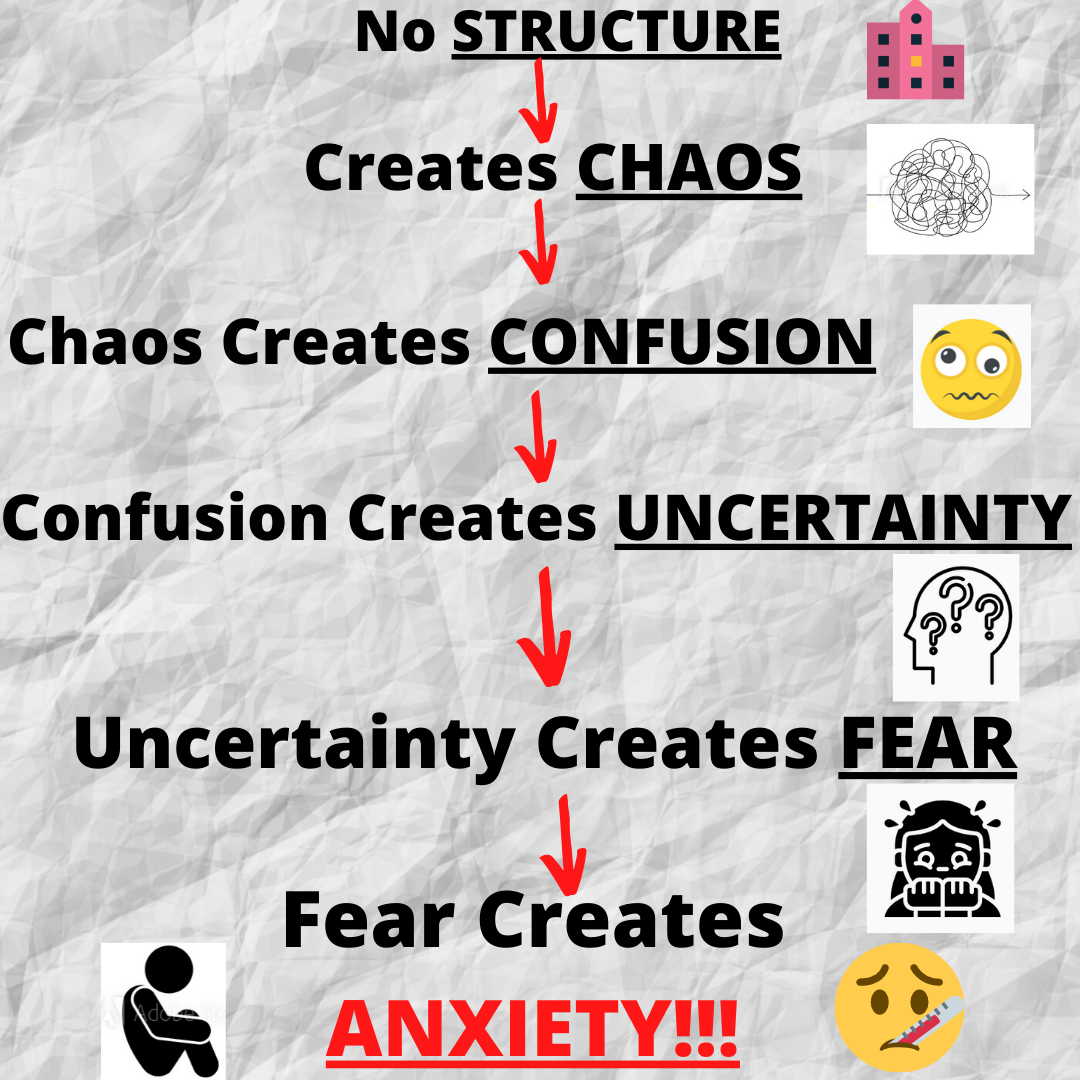 No STRUCTURE
Creates CHAOS
Chaos Creates CONFUSION
Confusion Creates UNCERTAINTY
? ? ?
Uncertainty Creates FEAR
Fear Creates
ANXIETY!!!